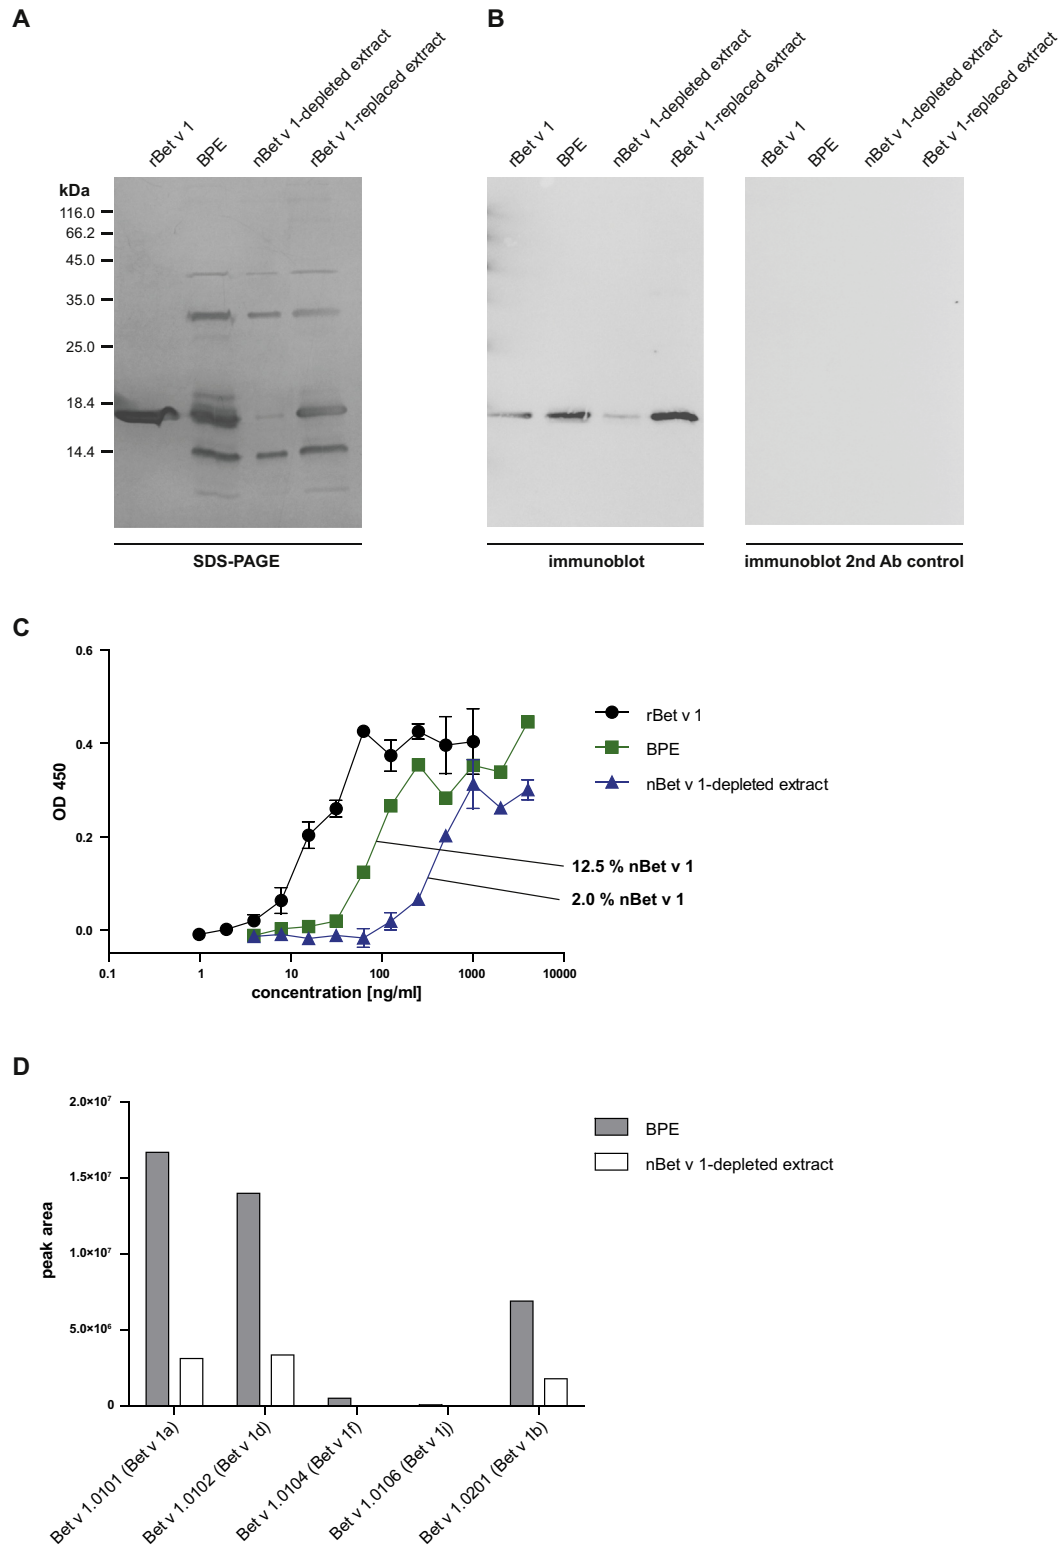 A
rBet v 1
BPE
nBet v 1-depleted extract
rBet v 1-replaced extract
kDa
116.0
66.2
45.0
35.0
25.0
18.4
14.4
SDS-PAGE
B
rBet v 1
BPE
nBet v 1-depleted extract
rBet v 1-replaced extract
immunoblot
rBet v 1
BPE
nBet v 1-depleted extract
rBet v 1-replaced extract
immunoblot 2nd Ab control
C
OD 450
0.6
0.4
0.2
0.0
0.1
1
10
100
1000
10000
concentration [ng/ml]
rBet v 1
BPE
nBet v 1-depleted extract
12.5 % nBet v 1
2.0 % nBet v 1
D
peak area
2.0×10⁷
1.5×10⁷
1.0×10⁷
5.0×10⁶
0
Bet v 1.0101 (Bet v 1a)
Bet v 1.0102 (Bet v 1d)
Bet v 1.0104 (Bet v 1f)
Bet v 1.0106 (Bet v 1j)
Bet v 1.0201 (Bet v 1b)
BPE
nBet v 1-depleted extract